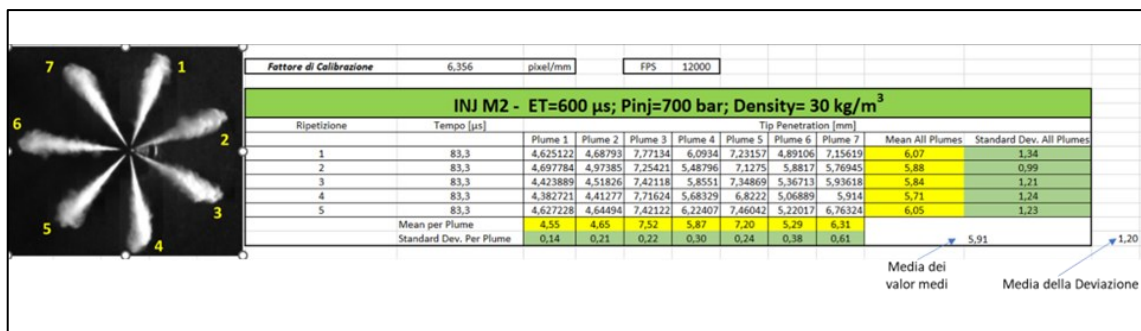 7
1
6
2
5
3
4
Fattore di Calibrazione 6,356 pixel/mm FPS 12000
INJ M2 - ET=600 µs; Pinj=700 bar; Density= 30 kg/m³
Ripetizione Tempo [µs] Tip Penetration [mm]
Plume 1 Plume 2 Plume 3 Plume 4 Plume 5 Plume 6 Plume 7 Mean All Plumes Standard Dev. All Plumes
1 83,3 4,625122 4,68793 7,77134 6,0934 7,23157 4,89106 7,15619 6,07 1,34
2 83,3 4,697784 4,97385 7,25421 5,48796 7,1275 5,8817 5,76945 5,88 0,99
3 83,3 4,423889 4,51826 7,42118 5,8551 7,34869 5,36713 5,93618 5,84 1,21
4 83,3 4,382721 4,41277 7,71624 5,68329 6,8222 5,06889 5,914 5,71 1,24
5 83,3 4,627228 4,64494 7,42122 6,22407 7,46042 5,22017 6,76324 6,05 1,23
Mean per Plume 4,55 4,65 7,52 5,87 7,20 5,29 6,31
Standard Dev. Per Plume 0,14 0,21 0,22 0,30 0,24 0,38 0,61 5,91 1,20
Media dei
valor medi
Media della Deviazione